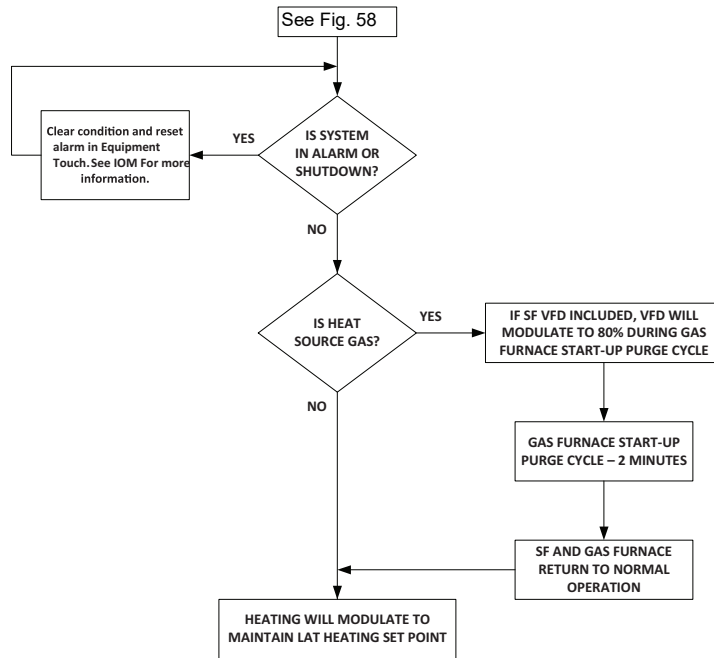 See Fig. 58
IS SYSTEM
IN ALARM OR
SHUTDOWN?
YES
Clear condition and reset
alarm in Equipment
Touch. See IOM For more
information.
NO
IS HEAT
SOURCE GAS?
YES
IF SF VFD INCLUDED, VFD WILL
MODULATE TO 80% DURING GAS
FURNACE START-UP PURGE CYCLE
GAS FURNACE START-UP
PURGE CYCLE – 2 MINUTES
SF AND GAS FURNACE
RETURN TO NORMAL
OPERATION
NO
HEATING WILL MODULATE TO
MAINTAIN LAT HEATING SET POINT